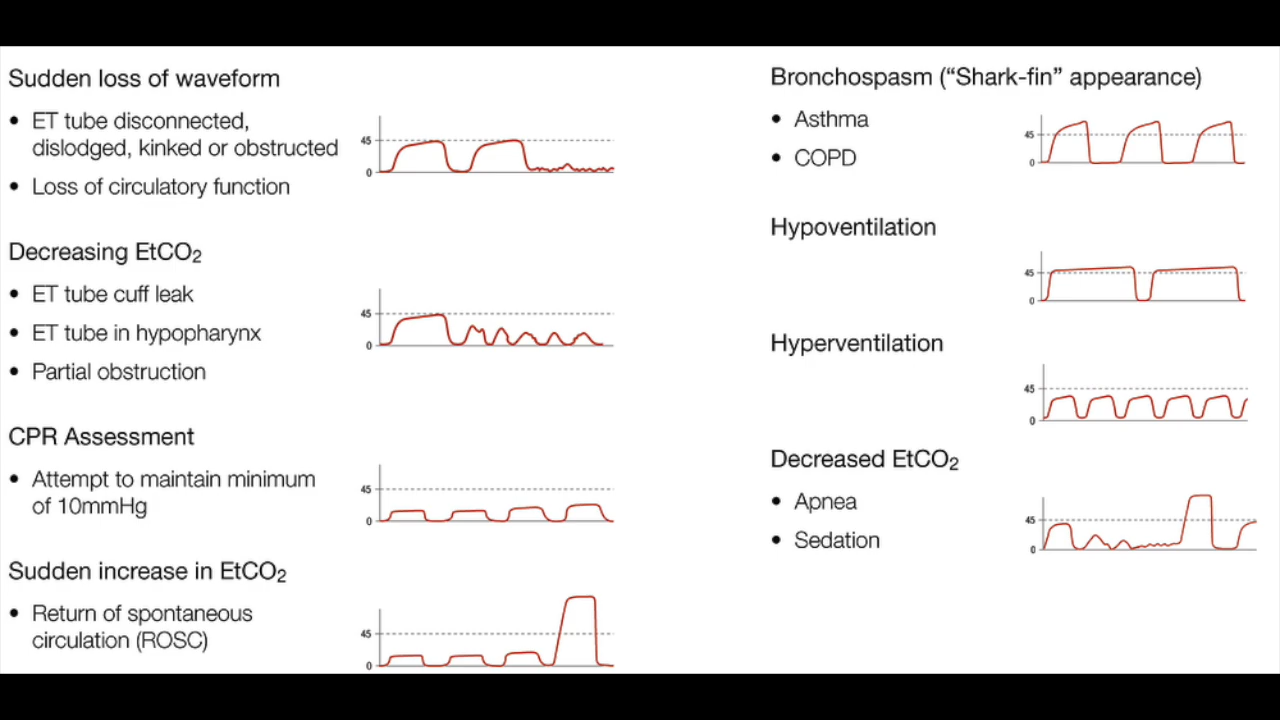 Sudden loss of waveform
• ET tube disconnected,
dislodged, kinked or obstructed
• Loss of circulatory function
45
0
Decreasing EtCO₂
• ET tube cuff leak
• ET tube in hypopharynx
• Partial obstruction
45
0
CPR Assessment
• Attempt to maintain minimum
of 10mmHg
45
0
Sudden increase in EtCO₂
• Return of spontaneous
circulation (ROSC)
45
0
Bronchospasm (“Shark-fin” appearance)
• Asthma
• COPD
45
0
Hypoventilation
45
0
Hyperventilation
45
0
Decreased EtCO₂
• Apnea
• Sedation
45
0